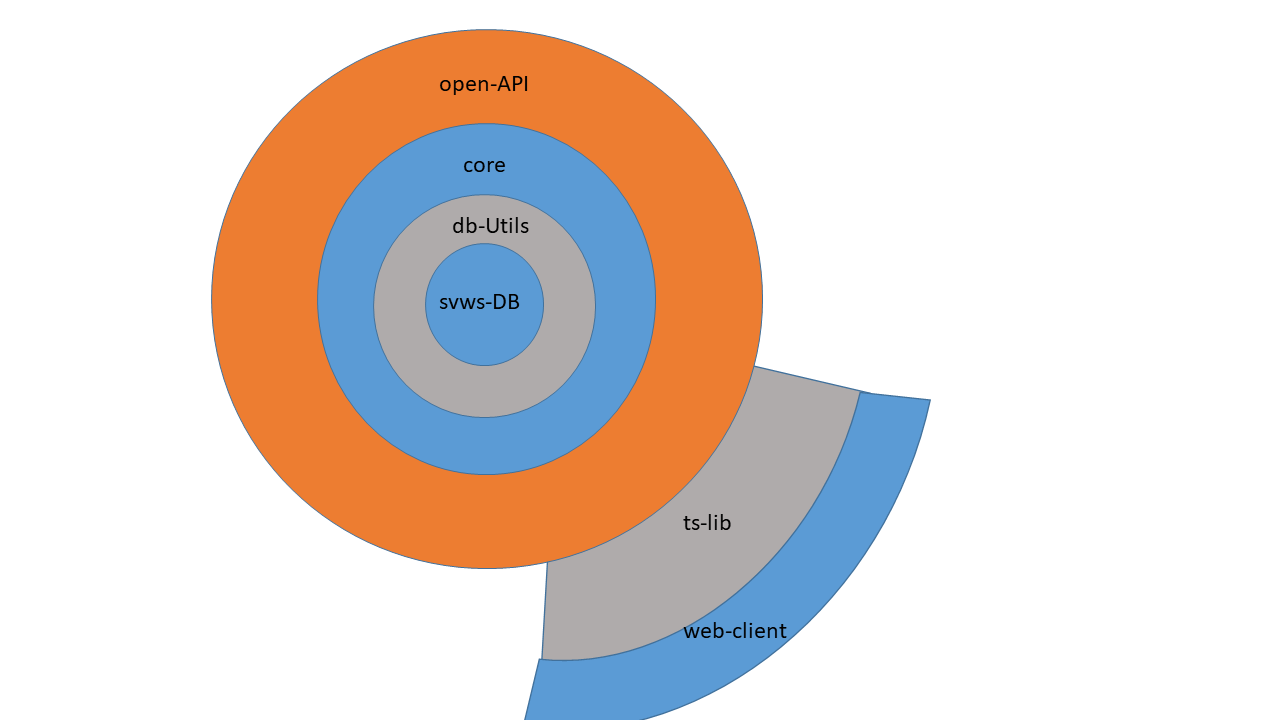 open-API
core
db-Utils
svws-DB
ts-lib
web-client